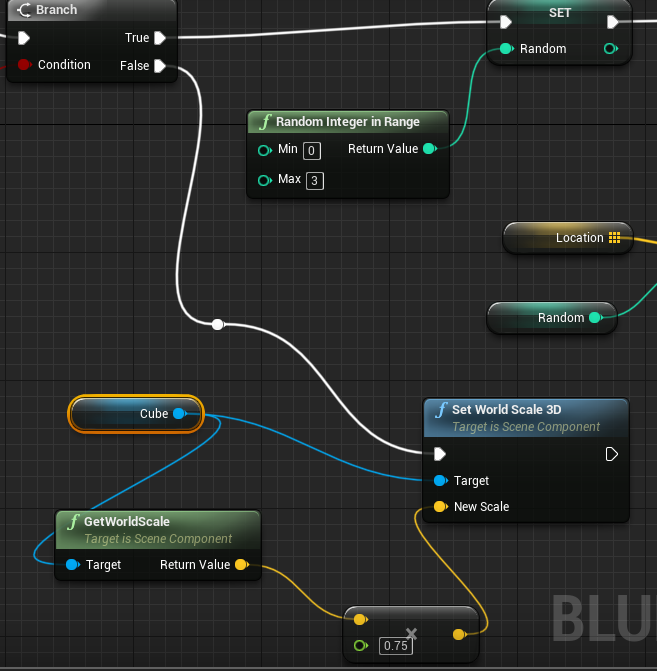 Branch
True
Condition
False
SET
Random
Random Integer in Range
Min 0
Return Value
Max 3
Location
Random
Cube
Set World Scale 3D
Target is Scene Component
Target
New Scale
GetWorldScale
Target is Scene Component
Target
Return Value
0.75
BLU